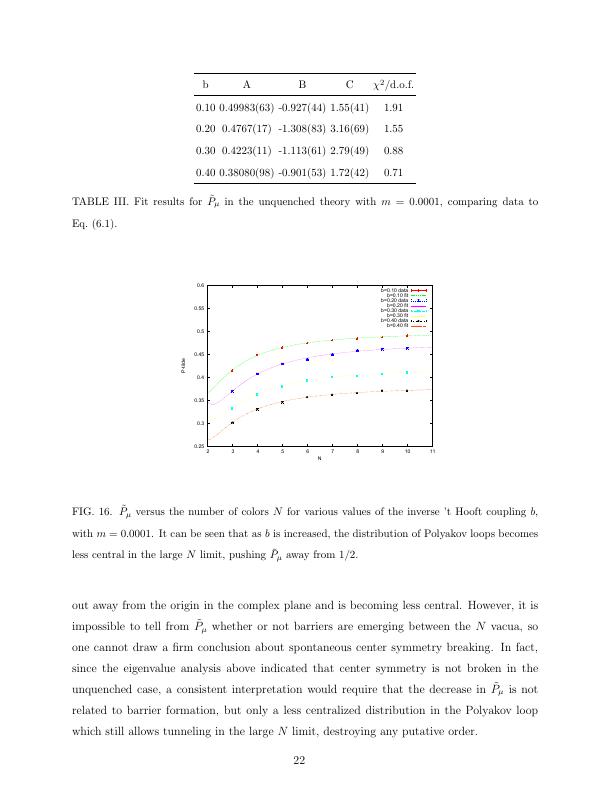 b A B C χ²/d.o.f.
0.10 0.49983(63) -0.927(44) 1.55(41) 1.91
0.20 0.4767(17) -1.308(83) 3.16(69) 1.55
0.30 0.4223(11) -1.113(61) 2.79(49) 0.88
0.40 0.38080(98) -0.901(53) 1.72(42) 0.71
TABLE III. Fit results for P̃μ in the unquenched theory with m = 0.0001, comparing data to
Eq. (6.1).
0.6
0.55
0.5
0.45
0.4
0.35
0.3
0.25
P-tilde
2 3 4 5 6 7 8 9 10 11
N
b=0.10 data
b=0.10 fit
b=0.20 data
b=0.20 fit
b=0.30 data
b=0.30 fit
b=0.40 data
b=0.40 fit
FIG. 16. P̃μ versus the number of colors N for various values of the inverse 't Hooft coupling b,
with m = 0.0001. It can be seen that as b is increased, the distribution of Polyakov loops becomes
less central in the large N limit, pushing P̃μ away from 1/2.
out away from the origin in the complex plane and is becoming less central. However, it is
impossible to tell from P̃μ whether or not barriers are emerging between the N vacua, so
one cannot draw a firm conclusion about spontaneous center symmetry breaking. In fact,
since the eigenvalue analysis above indicated that center symmetry is not broken in the
unquenched case, a consistent interpretation would require that the decrease in P̃μ is not
related to barrier formation, but only a less centralized distribution in the Polyakov loop
which still allows tunneling in the large N limit, destroying any putative order.
22